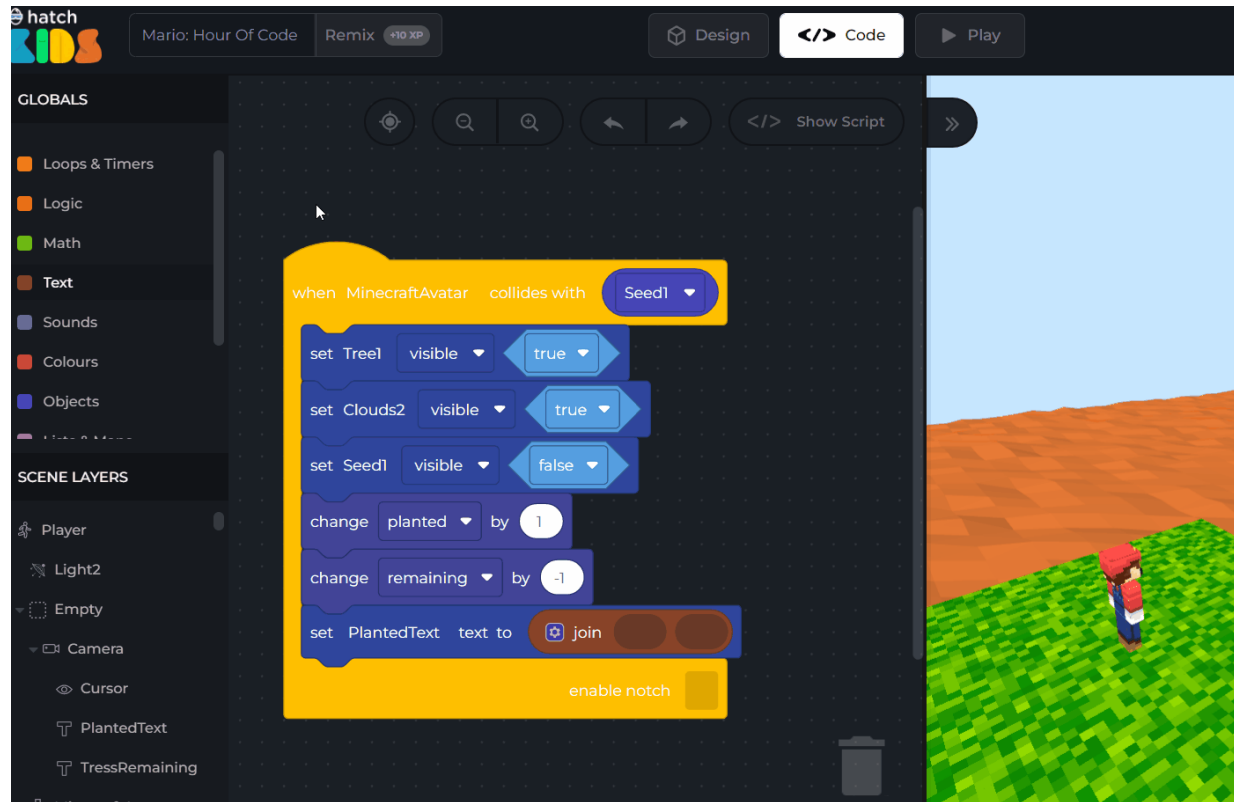 hatch
KIDS
Mario: Hour Of Code
Remix +10 XP
Design
</> Code
Play
GLOBALS
Loops & Timers
Logic
Math
Text
Sounds
Colours
Objects
</> Show Script
when MinecraftAvatar collides with Seed1
set Tree1 visible true
set Clouds2 visible true
set Seed1 visible false
change planted by 1
change remaining by -1
set PlantedText text to join
enable notch
SCENE LAYERS
Player
Light2
Empty
Camera
Cursor
PlantedText
TressRemaining